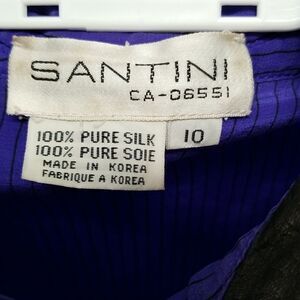 SANTINI
CA-06551
100% PURE SILK
100% PURE SOIE
MADE IN KOREA
FABRIQUE A KOREA
10